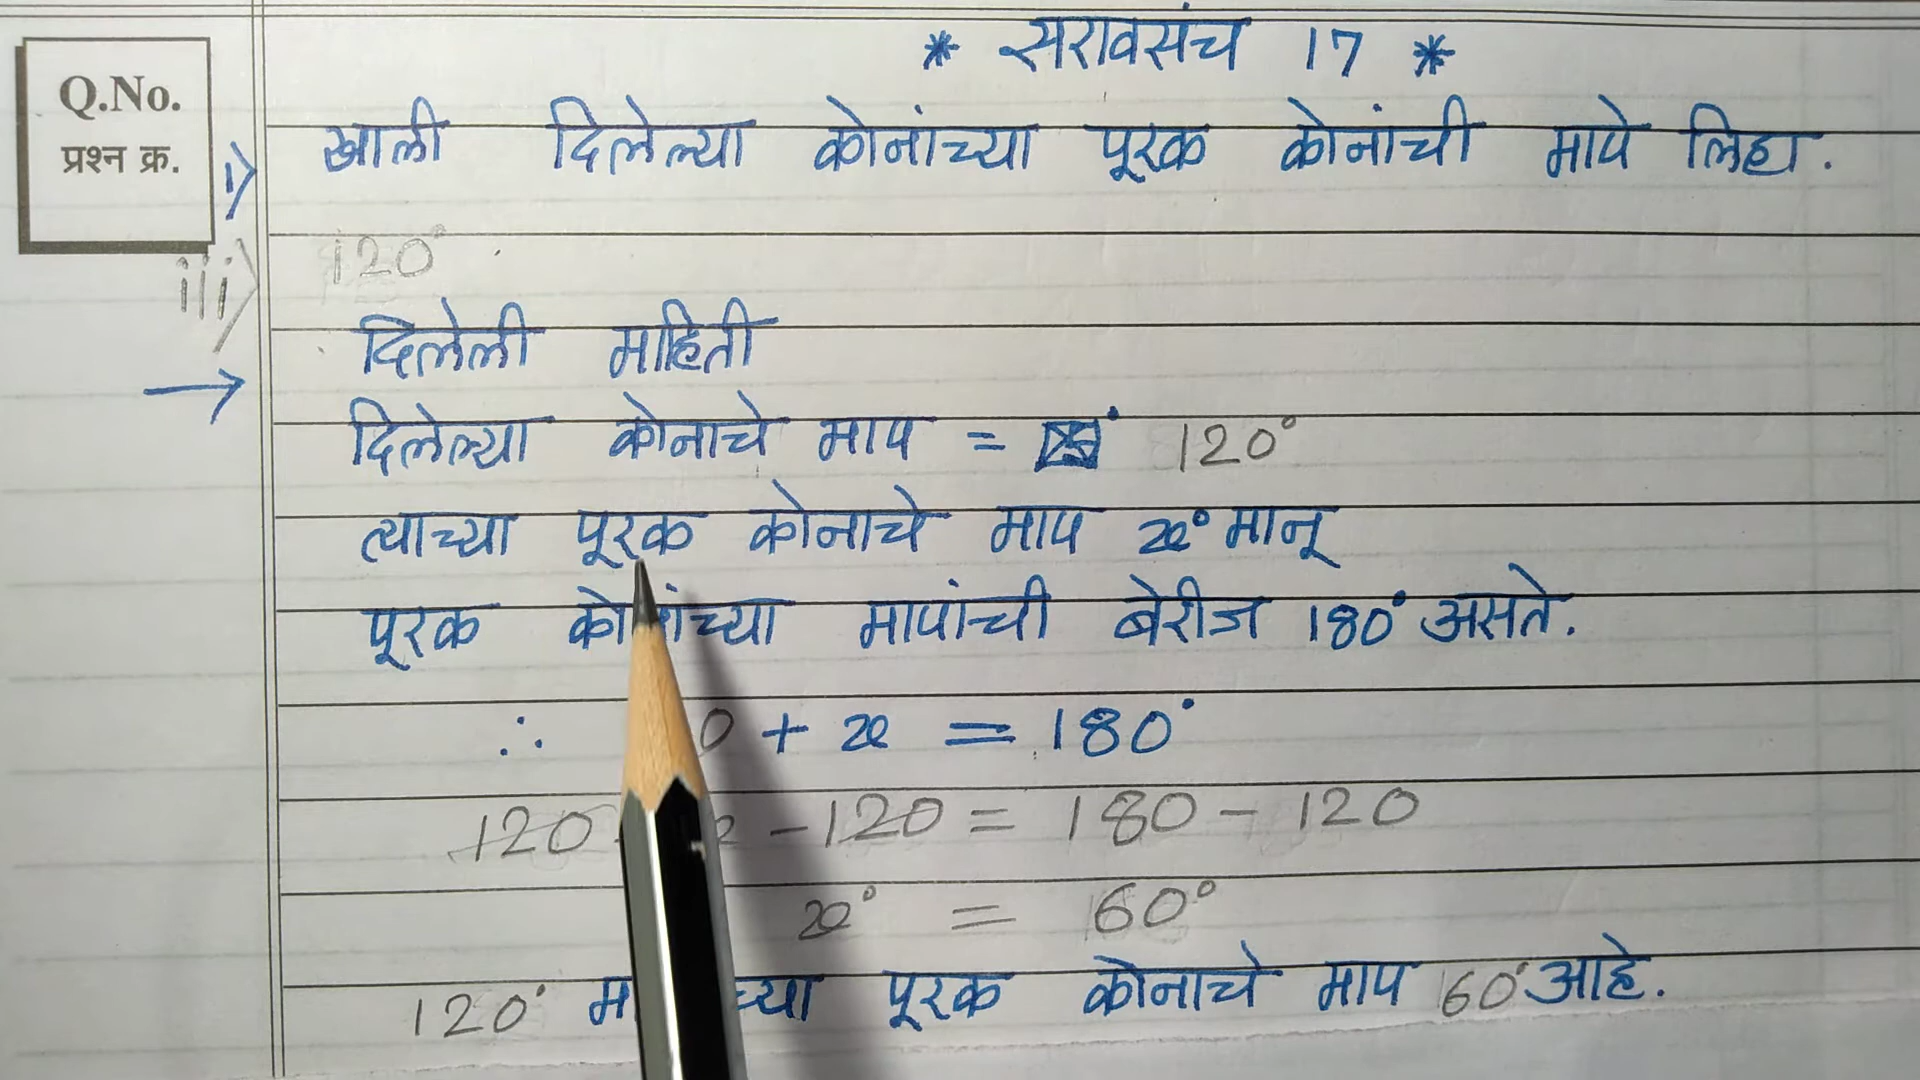 * सरावसंच 17 *
Q.No.
प्रश्न क्र.
i) खाली दिलेल्या कोनांच्या पूरक कोनांची मापे लिहा.
iii) 120°
दिलेली माहिती
→ दिलेल्या कोनाचे माप = 120°
त्याच्या पूरक कोनाचे माप x° मानू
पूरक मापांची बेरीज 180° असते.
∴ 0 + x = 180°
120 - 120 = 180 - 120
x° = 60°
120° पूरक कोनाचे माप 60° आहे.